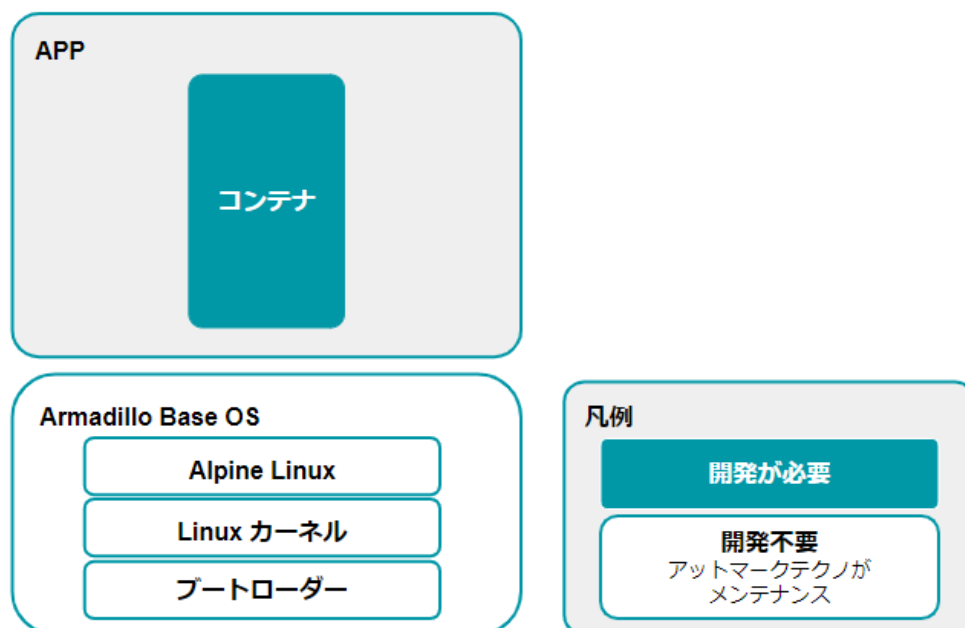 APP
コンテナ
Armadillo Base OS
Alpine Linux
Linux カーネル
ブートローダー
凡例
開発が必要
開発不要
アットマークテクノが
メンテナンス